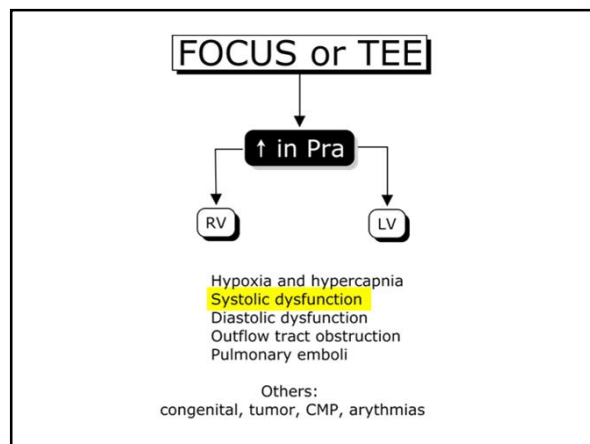 FOCUS or TEE
↑ in Pra
RV
LV
Hypoxia and hypercapnia
Systolic dysfunction
Diastolic dysfunction
Outflow tract obstruction
Pulmonary emboli
Others:
congenital, tumor, CMP, arythmias